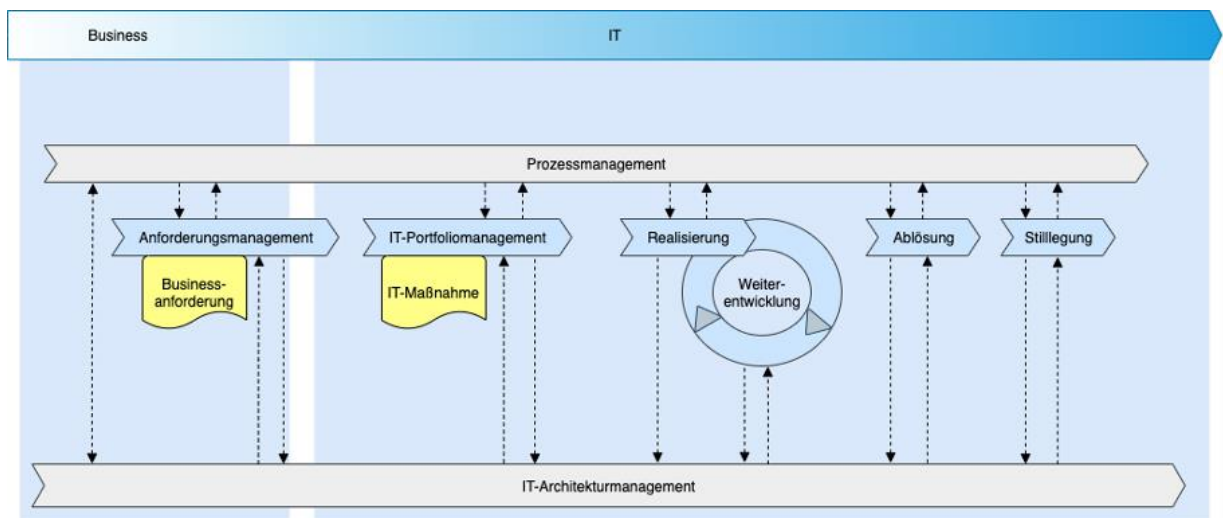 Business
IT
Prozessmanagement
Anforderungsmanagement
IT-Portfoliomanagement
Realisierung
Ablösung
Stilllegung
Business-
anforderung
IT-Maßnahme
Weiter-
entwicklung
IT-Architekturmanagement